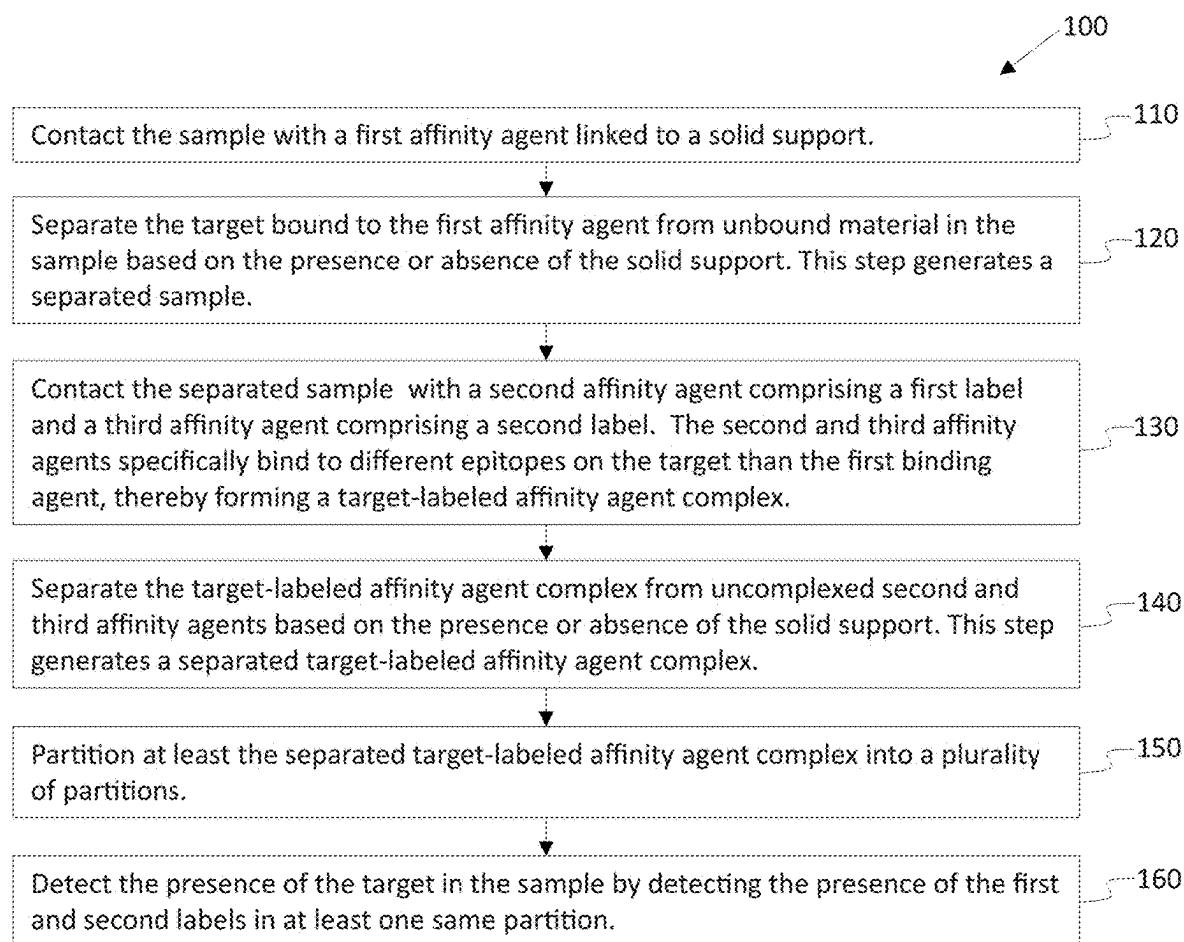 100
Contact the sample with a first affinity agent linked to a solid support.
110
Separate the target bound to the first affinity agent from unbound material in the
sample based on the presence or absence of the solid support. This step generates a
separated sample.
120
Contact the separated sample with a second affinity agent comprising a first label
and a third affinity agent comprising a second label. The second and third affinity
agents specifically bind to different epitopes on the target than the first binding
agent, thereby forming a target-labeled affinity agent complex.
130
Separate the target-labeled affinity agent complex from uncomplexed second and
third affinity agents based on the presence or absence of the solid support. This step
generates a separated target-labeled affinity agent complex.
140
Partition at least the separated target-labeled affinity agent complex into a plurality
of partitions.
150
Detect the presence of the target in the sample by detecting the presence of the first
and second labels in at least one same partition.
160